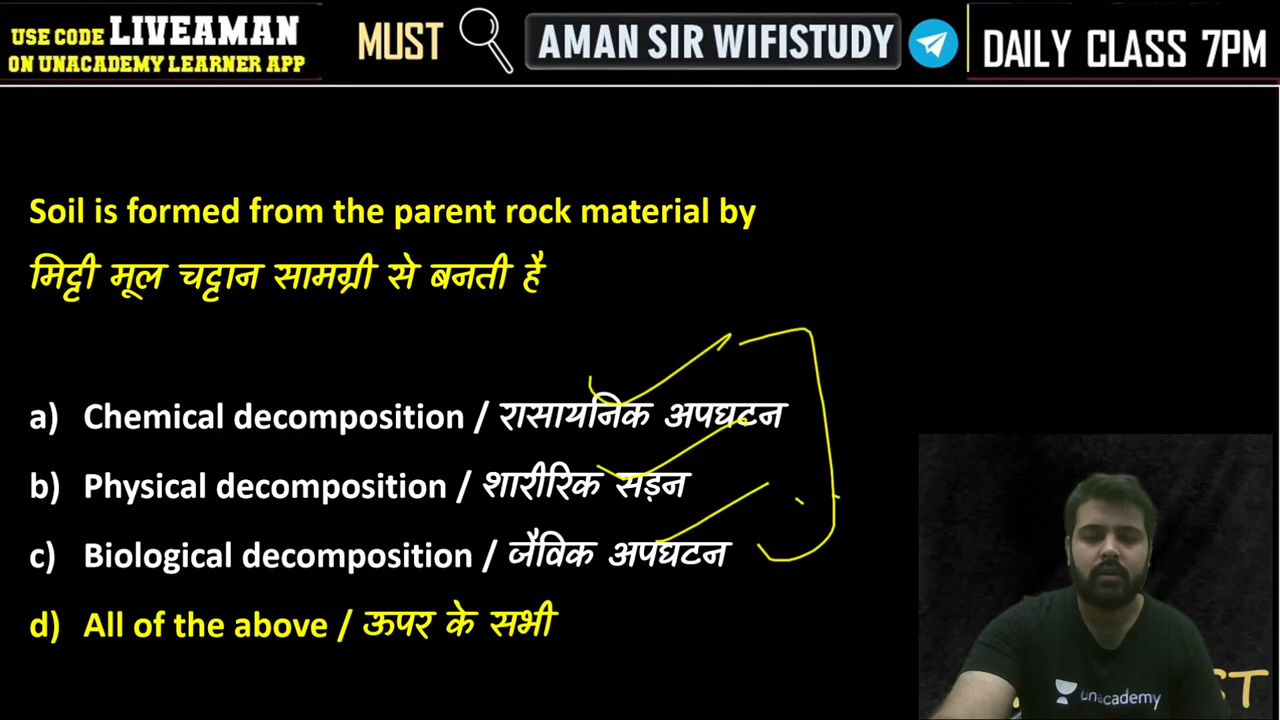 USE CODE LIVEAMAN
ON UNACADEMY LEARNER APP
MUST
AMAN SIR WIFISTUDY
DAILY CLASS 7PM
Soil is formed from the parent rock material by
मिट्टी मूल चट्टान सामग्री से बनती है
a) Chemical decomposition / रासायनिक अपघटन
b) Physical decomposition / शारीरिक सड़न
c) Biological decomposition / जैविक अपघटन
d) All of the above / ऊपर के सभी
unacademy